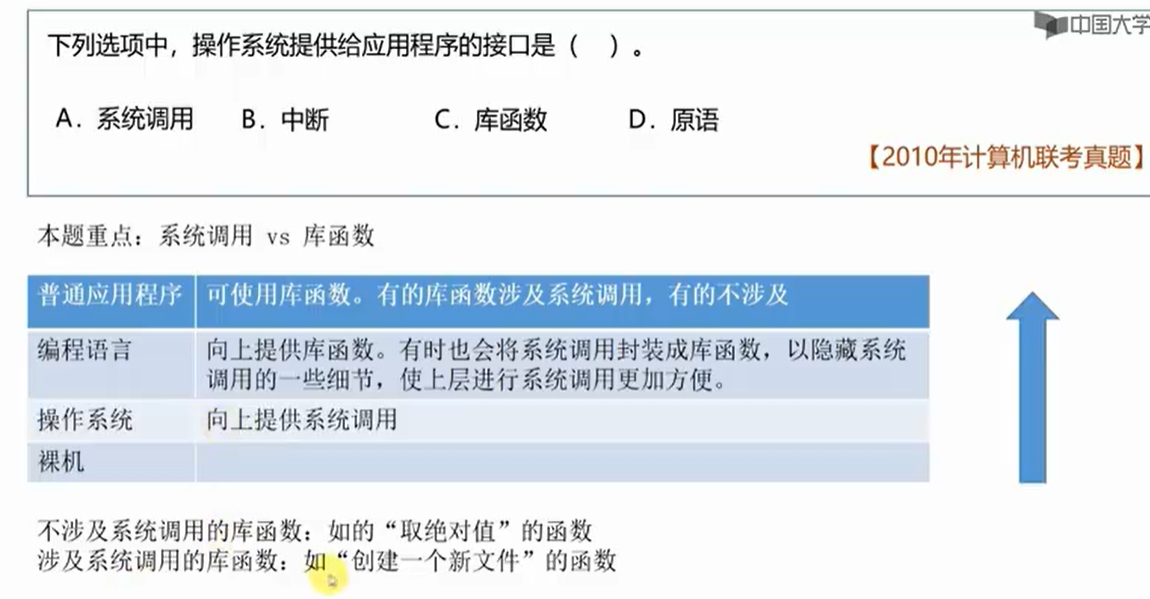 中国大学
下列选项中，操作系统提供给应用程序的接口是（ ）。
A. 系统调用 B. 中断 C. 库函数 D. 原语
【2010年计算机联考真题】
本题重点：系统调用 vs 库函数
普通应用程序 可使用库函数。有的库函数涉及系统调用，有的不涉及
编程语言 向上提供库函数。有时也会将系统调用封装成库函数，以隐藏系统
调用的一些细节，使上层进行系统调用更加方便。
操作系统 向上提供系统调用
裸机
不涉及系统调用的库函数：如的“取绝对值”的函数
涉及系统调用的库函数：如“创建一个新文件”的函数